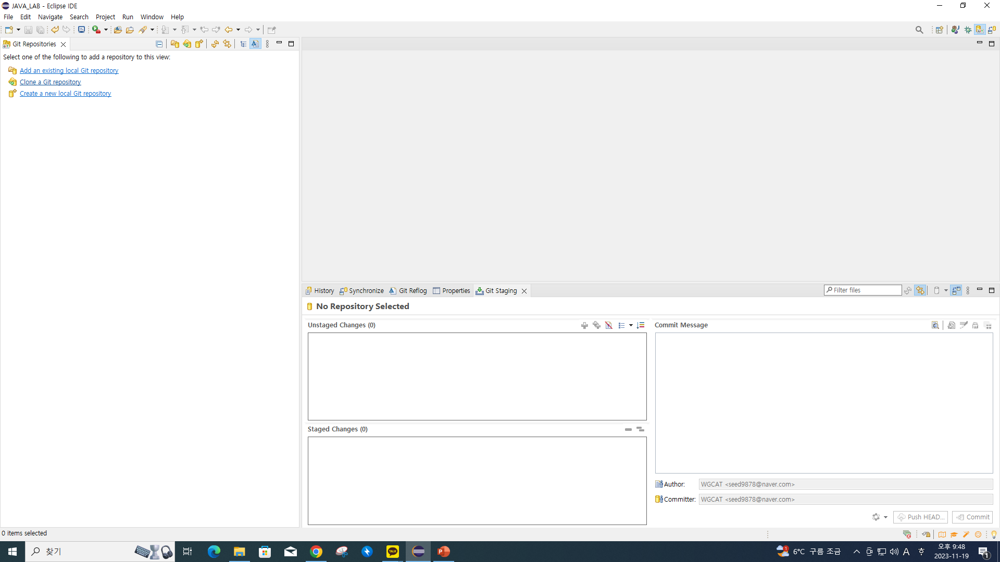 JAVA_LAB - Eclipse IDE
File Edit Navigate Search Project Run Window Help
Git Repositories
Select one of the following to add a repository to this view:
Add an existing local Git repository
Clone a Git repository
Create a new local Git repository
History Synchronize Git Reflog Properties Git Staging
Filter files
No Repository Selected
Unstaged Changes (0)
Commit Message
Staged Changes (0)
Author: WGCAT <seed9878@naver.com>
Committer: WGCAT <seed9878@naver.com>
Push HEAD... Commit
0 items selected
찾기
TALK
6°C 구름 조금
A 한
오후 9:48
2023-11-19
1